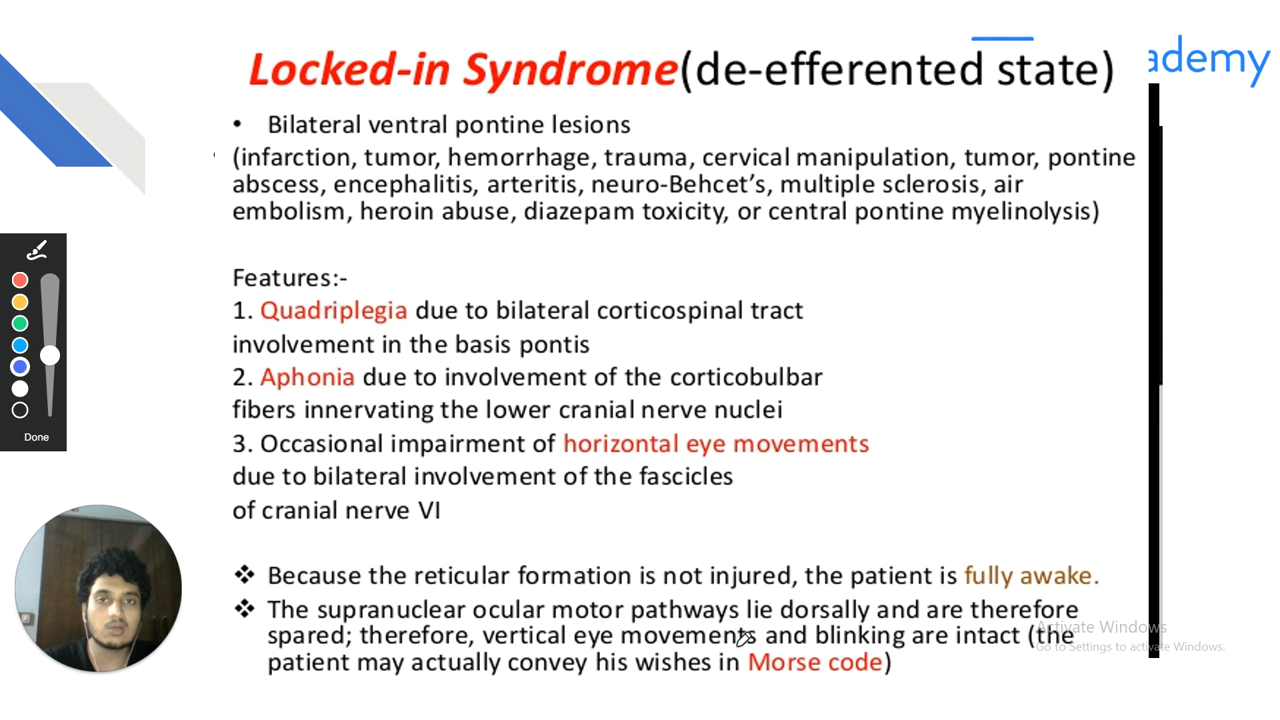 Locked-in Syndrome(de-efferented state)
ademy
• Bilateral ventral pontine lesions
(infarction, tumor, hemorrhage, trauma, cervical manipulation, tumor, pontine
abscess, encephalitis, arteritis, neuro-Behcet's, multiple sclerosis, air
embolism, heroin abuse, diazepam toxicity, or central pontine myelinolysis)
Features:-
1. Quadriplegia due to bilateral corticospinal tract
involvement in the basis pontis
2. Aphonia due to involvement of the corticobulbar
fibers innervating the lower cranial nerve nuclei
3. Occasional impairment of horizontal eye movements
due to bilateral involvement of the fascicles
of cranial nerve VI
❖ Because the reticular formation is not injured, the patient is fully awake.
❖ The supranuclear ocular motor pathways lie dorsally and are therefore
spared; therefore, vertical eye movements and blinking are intact (the
patient may actually convey his wishes in Morse code)
Done
Activate Windows
Go to Settings to activate Windows.